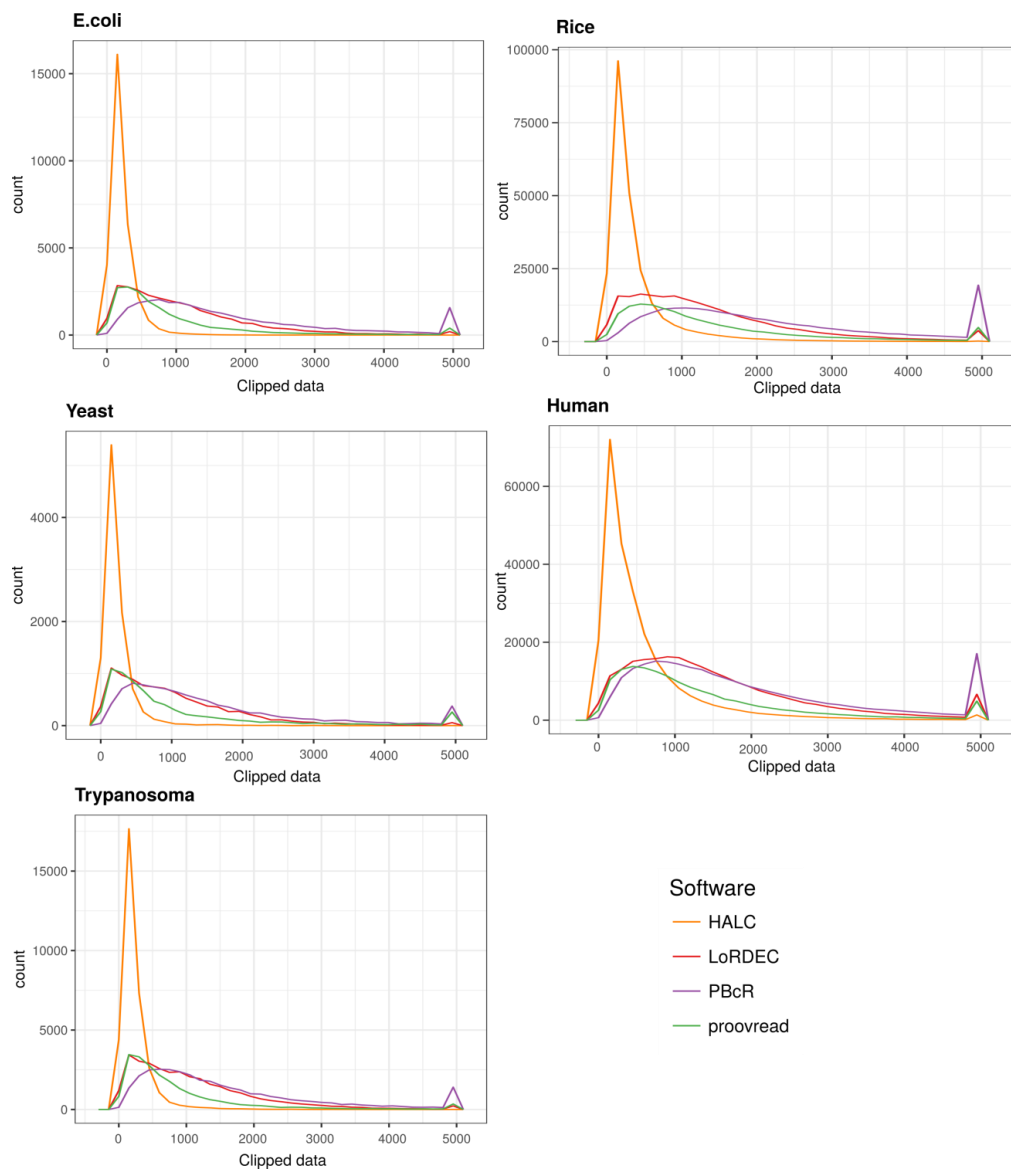 E.coli
15000
10000
5000
0
count
0 1000 2000 3000 4000 5000
Clipped data
Rice
100000
75000
50000
25000
0
count
0 1000 2000 3000 4000 5000
Clipped data
Yeast
4000
2000
0
count
0 1000 2000 3000 4000 5000
Clipped data
Human
60000
40000
20000
0
count
0 1000 2000 3000 4000 5000
Clipped data
Trypanosoma
15000
10000
5000
0
count
0 1000 2000 3000 4000 5000
Clipped data
Software
HALC
LoRDEC
PBcR
proovread